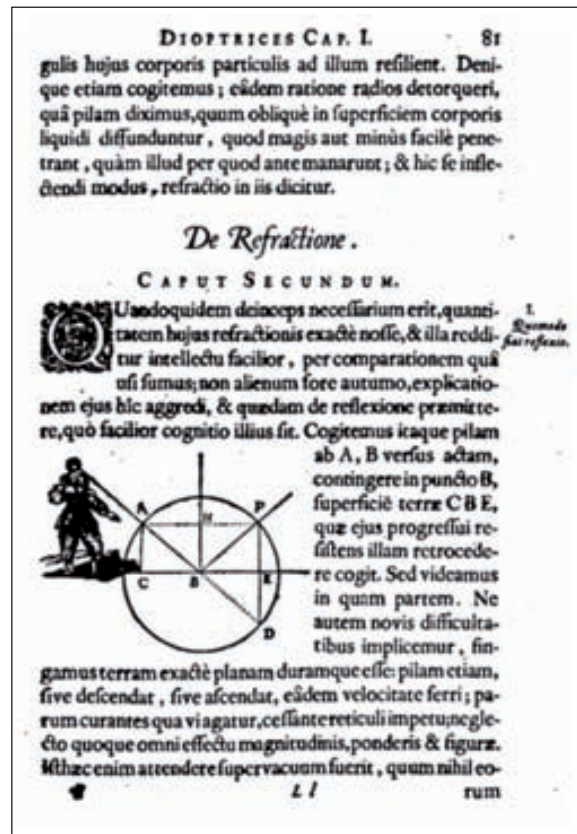 DIOPTRICES CAP. I. 81
gulis hujus corporis particulis ad illum reſilient. Deni-
que etiam cogitemus; eâdem ratione radios detorqueri,
quâ pilam diximus, quum obliquè in ſuperficiem corporis
liquidi diffunduntur, quod magis aut minùs facilè pene-
trant, quàm illud per quod ante manarunt; & hic ſe infle-
ctendi modus, refractio in iis dicitur.
De Refractione.
CAPUT SECUNDUM.
QUandoquidem deinceps neceſſarium erit, quanti-
tatem hujus refractionis exactè noſſe, & illa reddi-
tur intellectu facilior, per comparationem quâ
uſi ſumus; non alienum fore autumo, explicatio-
nem ejus hîc aggredi, & quædam de reflexione præmitte-
re, quò facilior cognitio illius ſit. Cogitemus itaque pilam
I.
Quomodo
fiat reflexio.
ab A, B verſus actam,
contingere in puncto B,
ſuperficiē terræ C B E,
quæ ejus progreſſui re-
ſiſtens illam retrocede-
re cogit. Sed videamus
in quam partem. Ne
autem novis difficulta-
tibus implicemur, fin-
A H P
C B E
D
gamus terram exactè planam duramque eſſe: pilam etiam,
ſive deſcendat, ſive aſcendat, eâdem velocitate ferri; pa-
rum curantes qua vi agatur, ceſſante reticuli impetu; negle-
cto quoque omni effectu magnitudinis, ponderis & figuræ.
Iſthæc enim attendere ſupervacuum fuerit, quum nihil eo-
L l rum